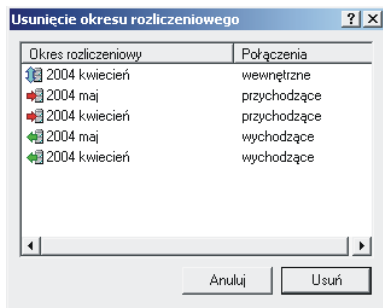 Usunięcie okresu rozliczeniowego
Okres rozliczeniowy Połączenia
2004 kwiecień wewnętrzne
2004 maj przychodzące
2004 kwiecień przychodzące
2004 maj wychodzące
2004 kwiecień wychodzące
Anuluj Usuń